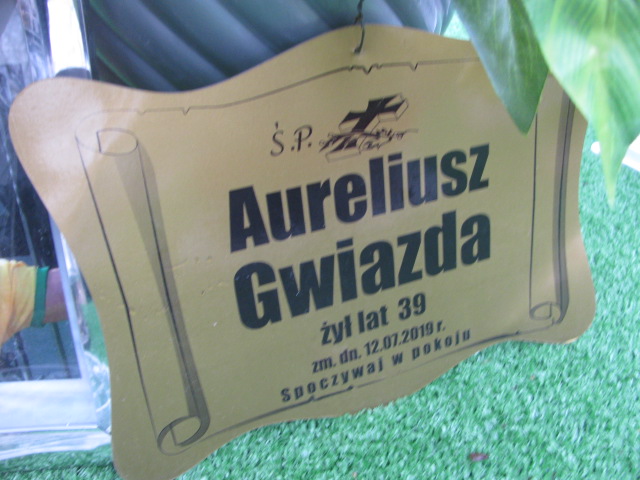 Ś.P.
Aureliusz
Gwiazda
żył lat 39
zm. dn. 12.07.2019 r.
Spoczywaj w pokoju